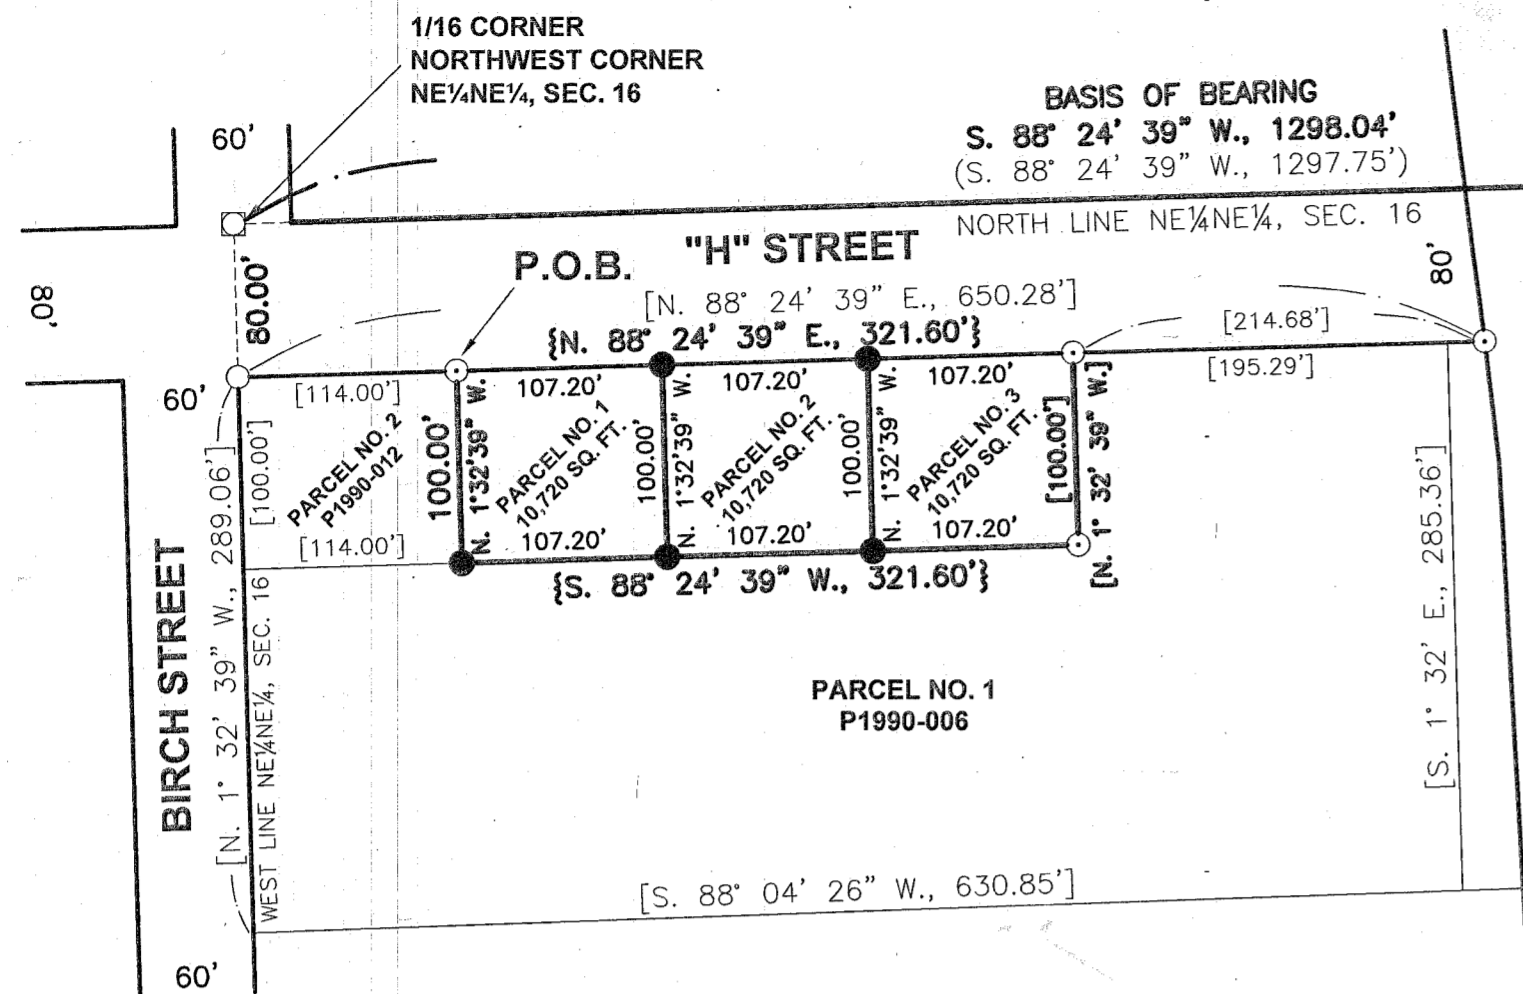 1/16 CORNER
NORTHWEST CORNER
NE¼NE¼, SEC. 16
BASIS OF BEARING
S. 88° 24' 39" W., 1298.04'
(S. 88° 24' 39" W., 1297.75')
60'
NORTH LINE NE¼NE¼, SEC. 16
"H" STREET
P.O.B.
80'
80'
80.00'
[N. 88° 24' 39" E., 650.28']
{N. 88° 24' 39" E., 321.60'}
[214.68']
[195.29']
60'
[114.00']
107.20'
107.20'
107.20'
PARCEL NO. 2
P1990-012
[100.00']
[114.00']
100.00'
N. 1°32'39" W.
PARCEL NO. 1
10,720 SQ. FT.
100.00'
N. 1°32'39" W.
PARCEL NO. 2
10,720 SQ. FT.
100.00'
N. 1°32'39" W.
PARCEL NO. 3
10,720 SQ. FT.
[100.00']
[N. 1° 32' 39" W.]
107.20'
107.20'
107.20'
{S. 88° 24' 39" W., 321.60'}
BIRCH STREET
[N. 1° 32' 39" W., 289.06']
WEST LINE NE¼NE¼, SEC. 16
PARCEL NO. 1
P1990-006
[S. 1° 32' E., 285.36']
[S. 88° 04' 26" W., 630.85']
60'